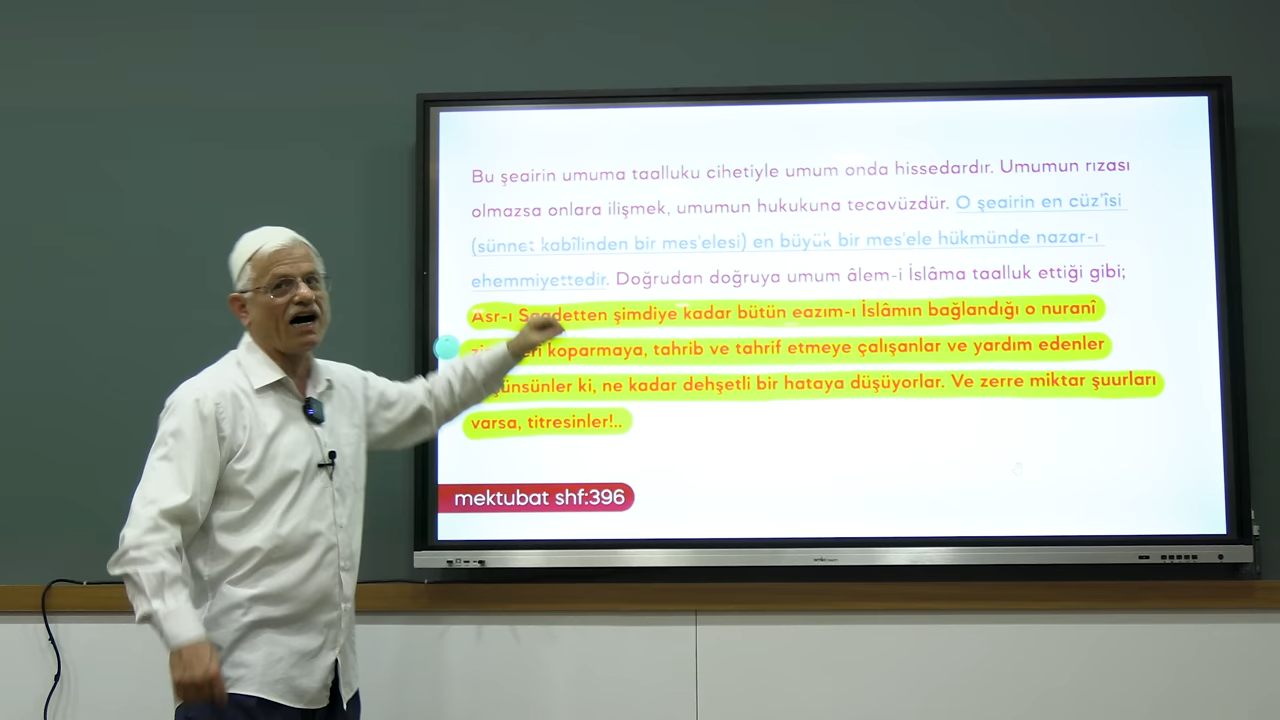 Bu şeairin umuma taalluku cihetiyle umum onda hissedardır. Umumun rızası
olmazsa onlara ilişmek, umumun hukukuna tecavüzdür. O şeairin en cüz'îsi
(sünnet kabîlinden bir mes'elesi) en büyük bir mes'ele hükmünde nazar-ı
ehemmiyettedir. Doğrudan doğruya umum âlem-i İslâma taalluk ettiği gibi;
Asr-ı Saadetten şimdiye kadar bütün eazım-ı İslâmın bağlandığı o nuranî
koparmaya, tahrib ve tahrif etmeye çalışanlar ve yardım edenler
ki, ne kadar dehşetli bir hataya düşüyorlar. Ve zerre miktar şuurları
varsa, titresinler!..
mektubat shf:396